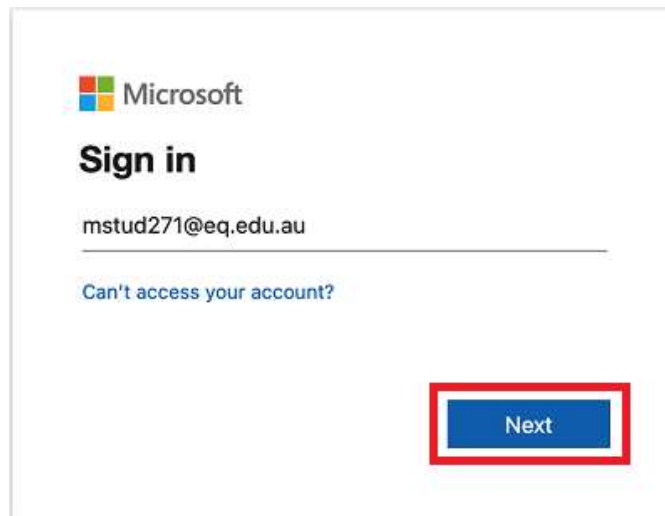 Microsoft
Sign in
mstud271@eq.edu.au
Can't access your account?
Next